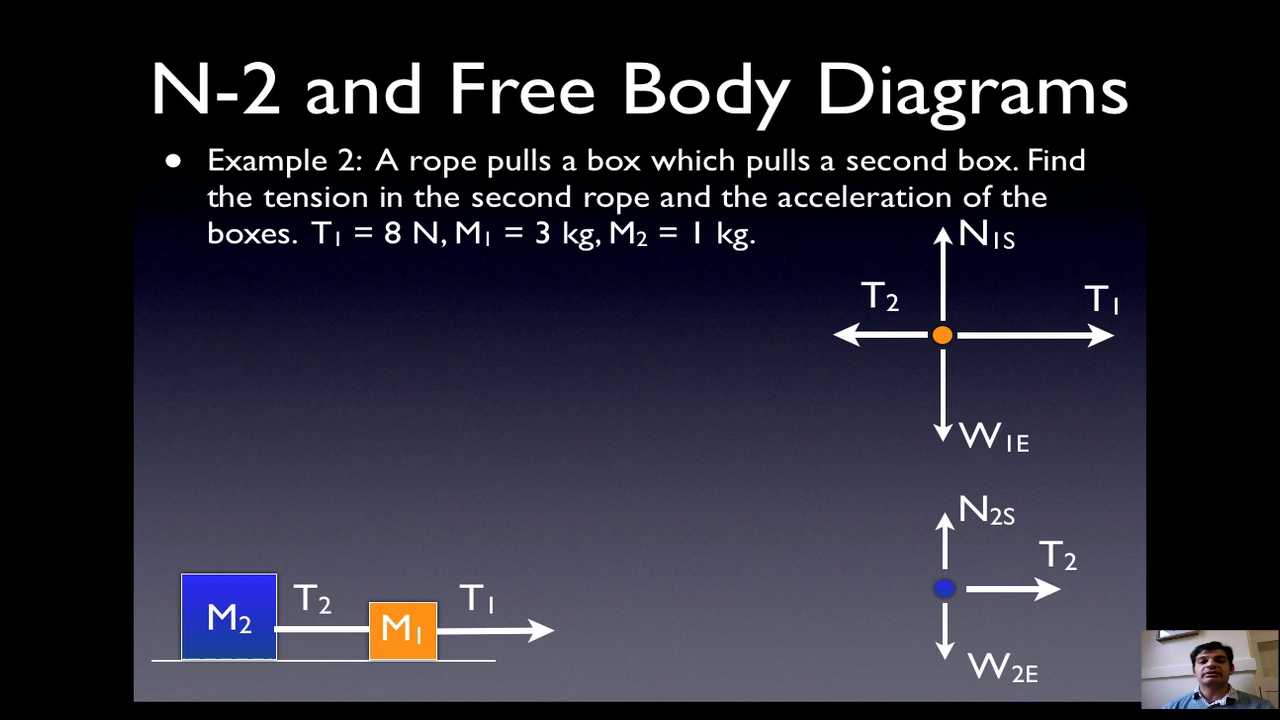 N-2 and Free Body Diagrams
● Example 2: A rope pulls a box which pulls a second box. Find
the tension in the second rope and the acceleration of the
boxes. T₁ = 8 N, M₁ = 3 kg, M₂ = 1 kg.
N₁S
T₂
T₁
W₁E
N₂S
T₂
W₂E
M₂
T₂
M₁
T₁